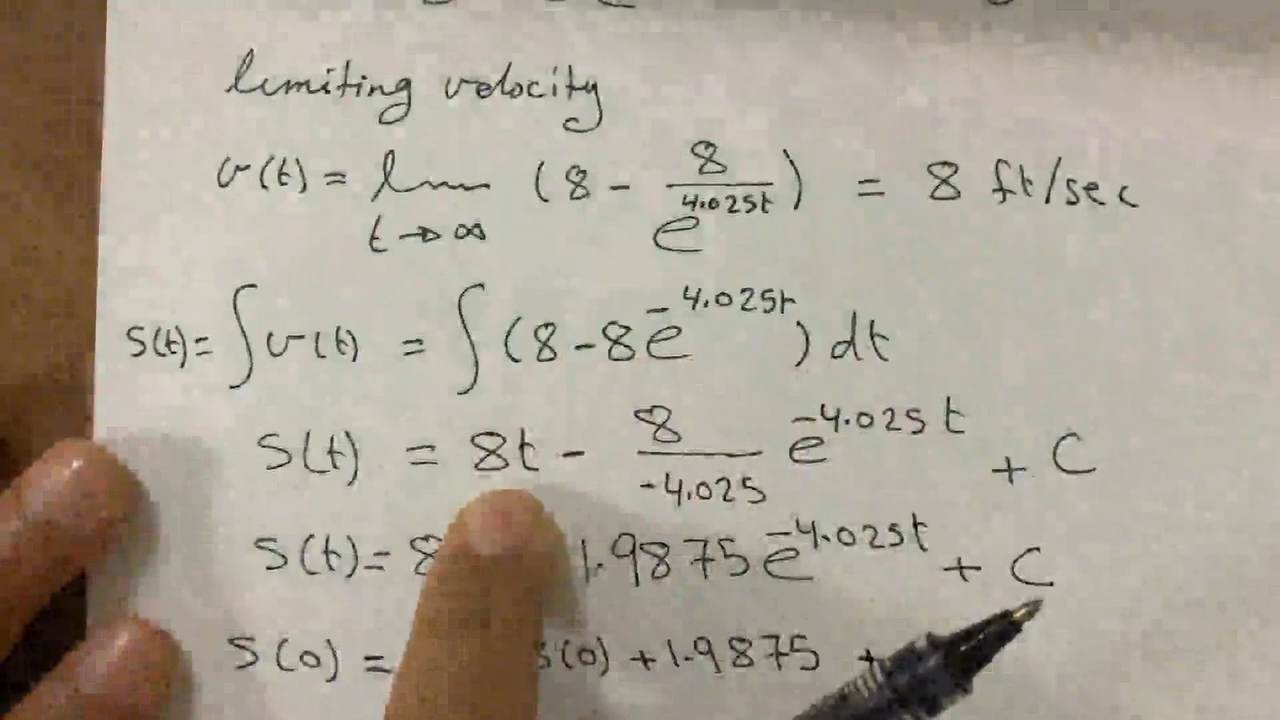 limiting velocity
v(t) = lim t→∞ (8 - 8/e^4.025t) = 8 ft/sec
S(t) = ∫v(t) = ∫(8-8e^-4.025t) dt
S(t) = 8t - 8/-4.025 e^-4.025t + C
S(t) = 8 1.9875 e^-4.025t + C
S(0) = (0) + 1.9875 +